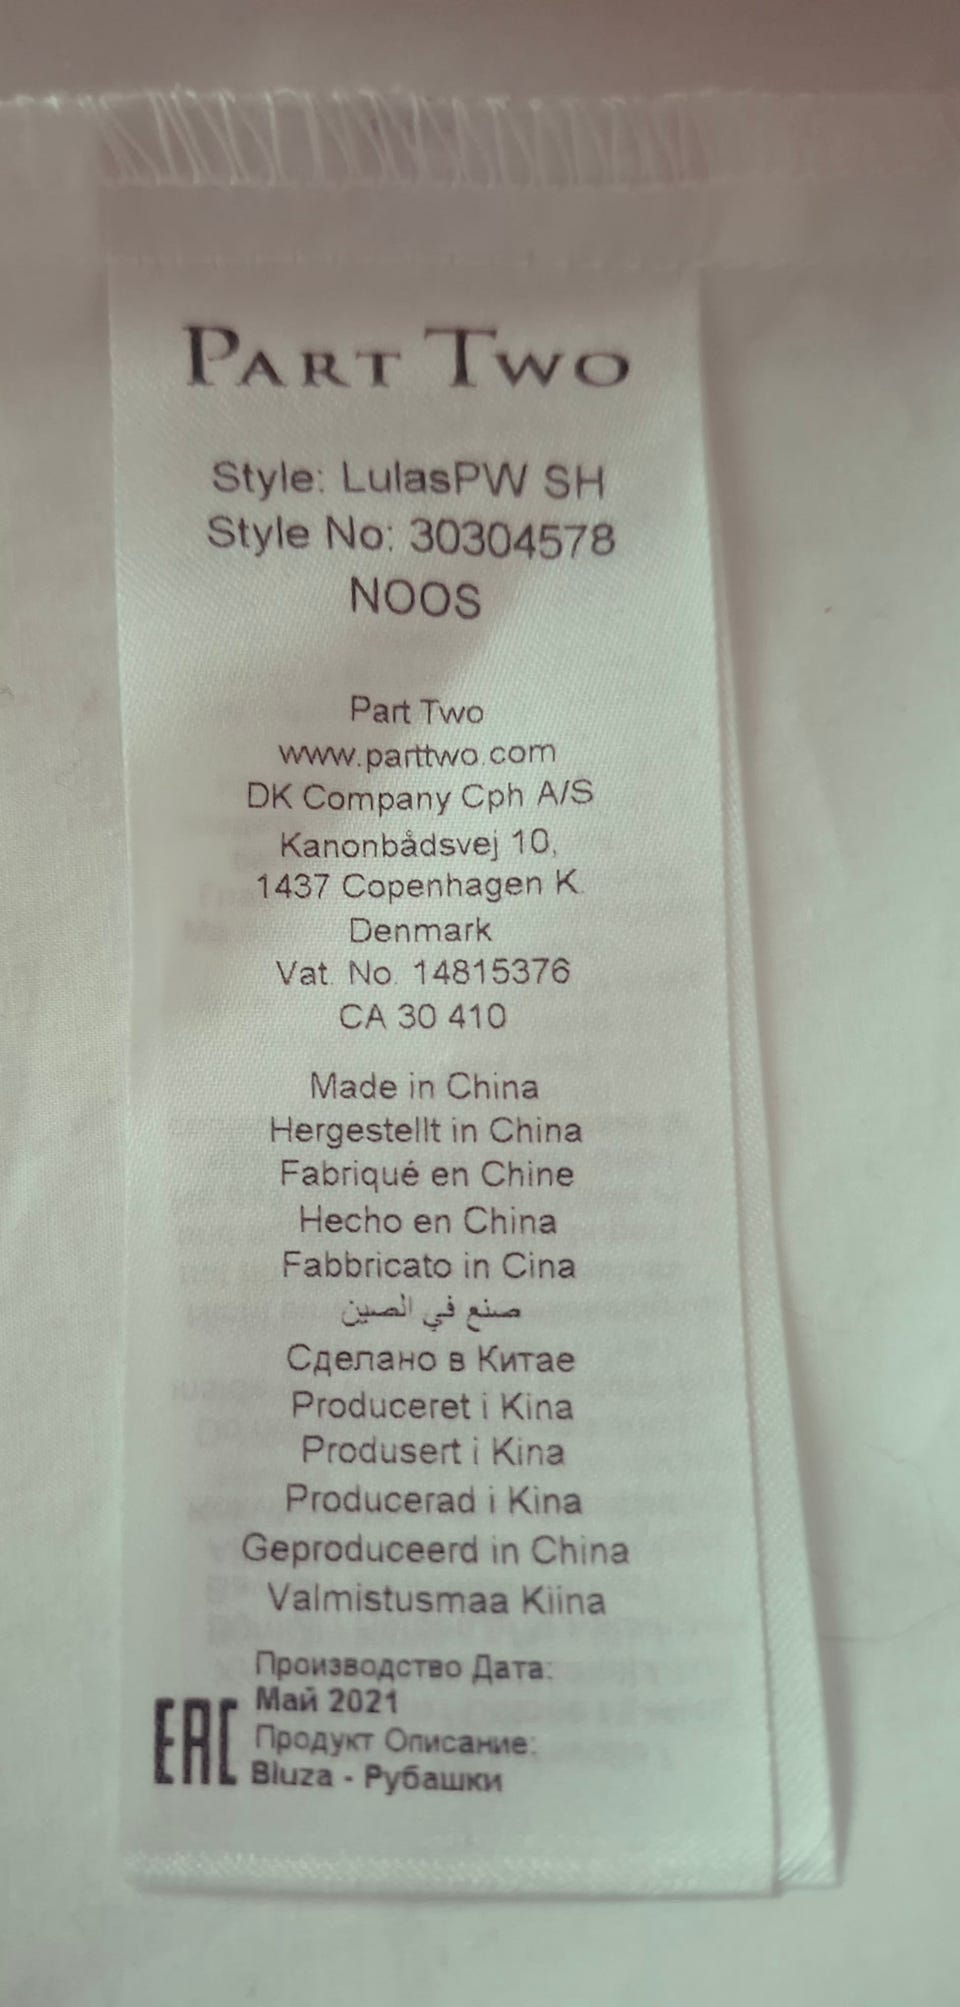 PART TWO
Style: LulasPW SH
Style No: 30304578
NOOS
Part Two
www.parttwo.com
DK Company Cph A/S
Kanonbådsvej 10,
1437 Copenhagen K.
Denmark
Vat. No. 14815376
CA 30 410
Made in China
Hergestellt in China
Fabriqué en Chine
Hecho en China
Fabbricato in Cina
صنع في الصين
Сделано в Китае
Produceret i Kina
Produsert i Kina
Producerad i Kina
Geproduceerd in China
Valmistusmaa Kiina
Производство Дата:
Май 2021
EAC
Продукт Описание:
Bluza - Рубашки